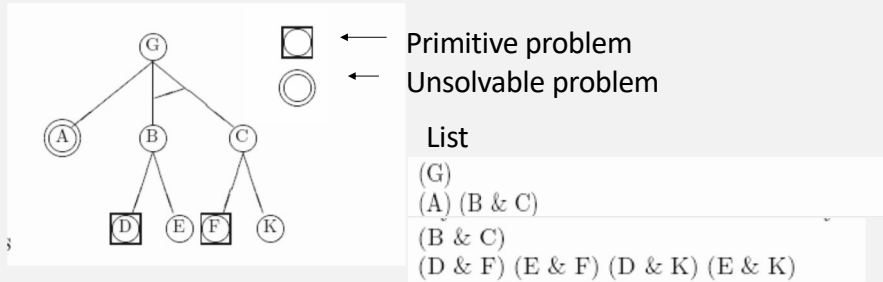 G
Primitive problem
Unsolvable problem
A
B
C
List
(G)
(A) (B & C)
D
E
F
K
(B & C)
(D & F) (E & F) (D & K) (E & K)
s